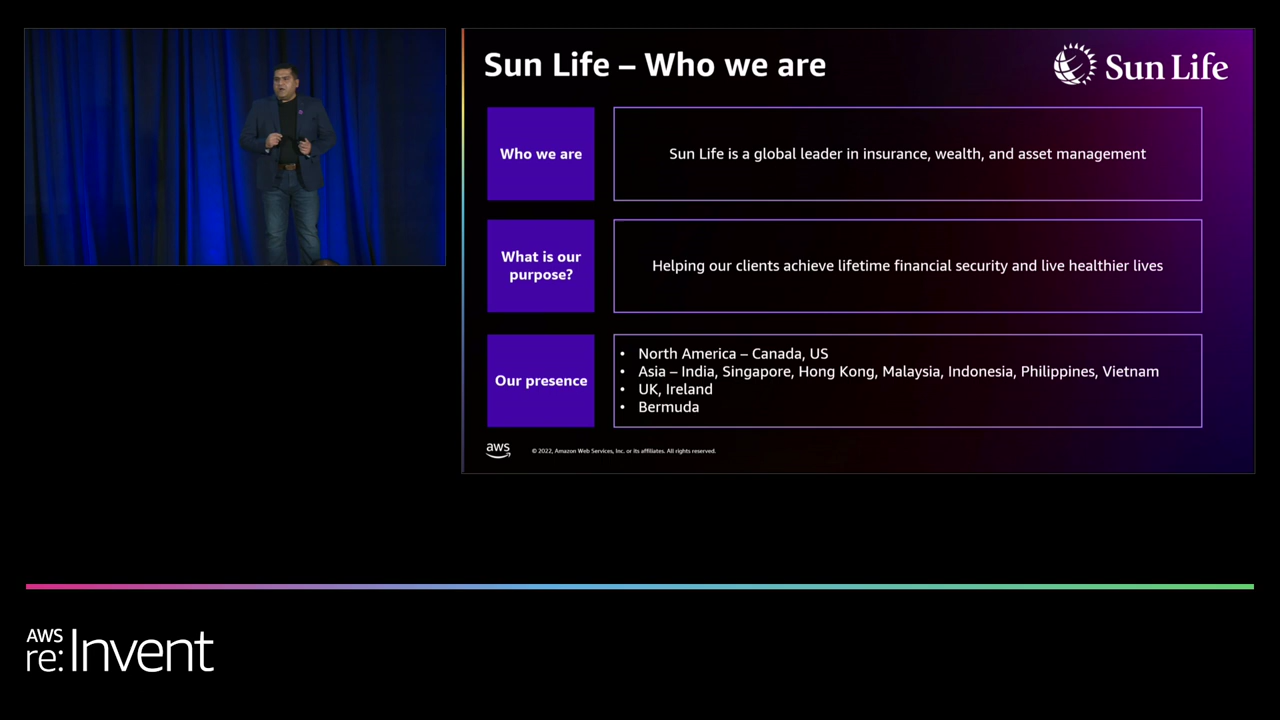 Sun Life – Who we are
Sun Life
Who we are
Sun Life is a global leader in insurance, wealth, and asset management
What is our
purpose?
Helping our clients achieve lifetime financial security and live healthier lives
Our presence
• North America – Canada, US
• Asia – India, Singapore, Hong Kong, Malaysia, Indonesia, Philippines, Vietnam
• UK, Ireland
• Bermuda
aws
© 2022, Amazon Web Services, Inc. or its affiliates. All rights reserved.
AWS
re:Invent